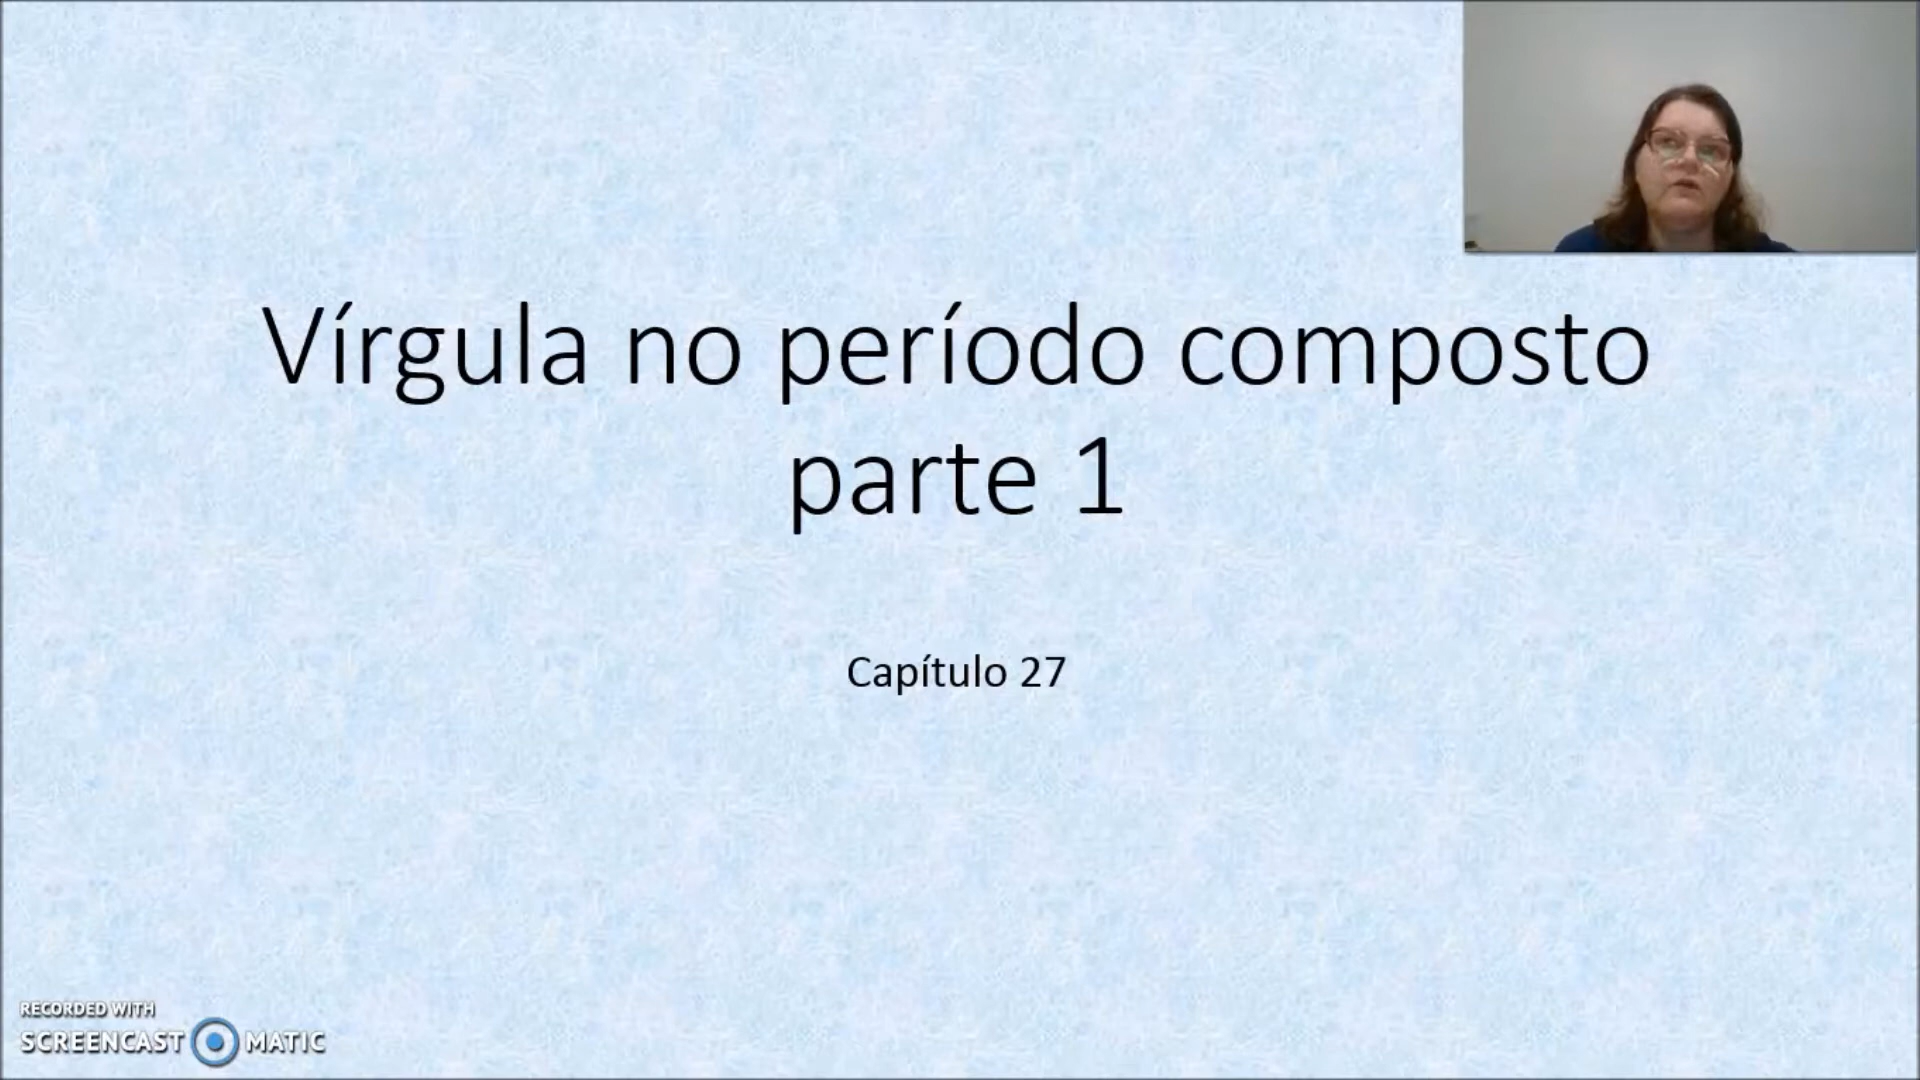 Vírgula no período composto
parte 1
Capítulo 27
RECORDED WITH
SCREENCAST MATIC